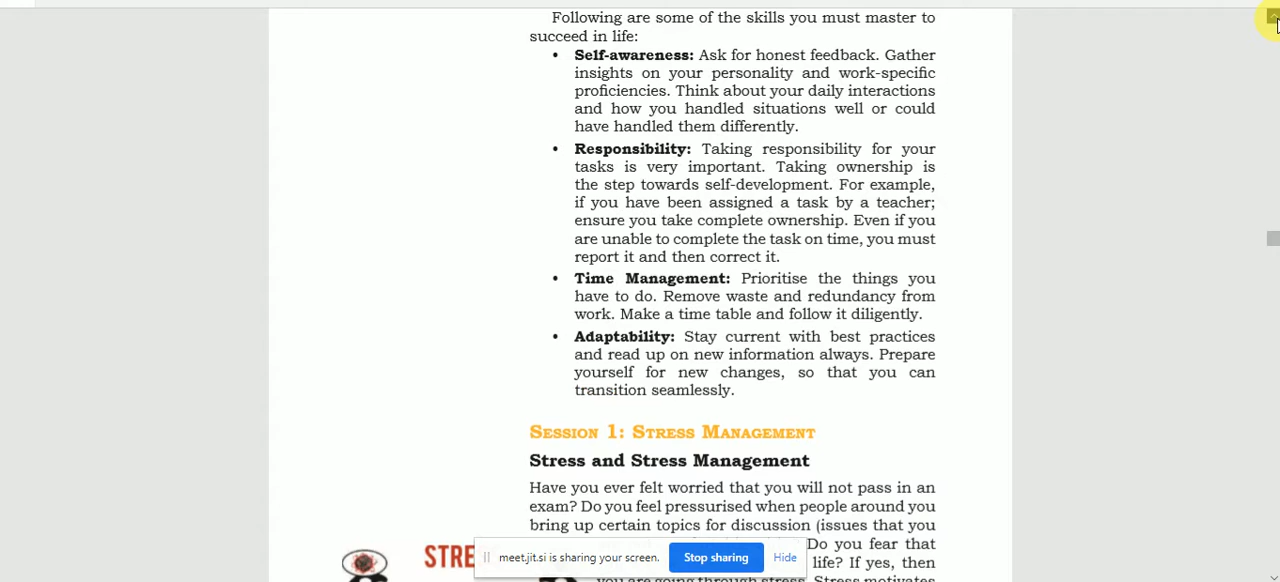 Following are some of the skills you must master to
succeed in life:
• Self-awareness: Ask for honest feedback. Gather
insights on your personality and work-specific
proficiencies. Think about your daily interactions
and how you handled situations well or could
have handled them differently.
• Responsibility: Taking responsibility for your
tasks is very important. Taking ownership is
the step towards self-development. For example,
if you have been assigned a task by a teacher;
ensure you take complete ownership. Even if you
are unable to complete the task on time, you must
report it and then correct it.
• Time Management: Prioritise the things you
have to do. Remove waste and redundancy from
work. Make a time table and follow it diligently.
• Adaptability: Stay current with best practices
and read up on new information always. Prepare
yourself for new changes, so that you can
transition seamlessly.
SESSION 1: STRESS MANAGEMENT
Stress and Stress Management
Have you ever felt worried that you will not pass in an
exam? Do you feel pressurised when people around you
bring up certain topics for discussion (issues that you
Do you fear that
STRE
meet.jit.si is sharing your screen. Stop sharing Hide
life? If yes, then
you are going through stress. Stress motivates